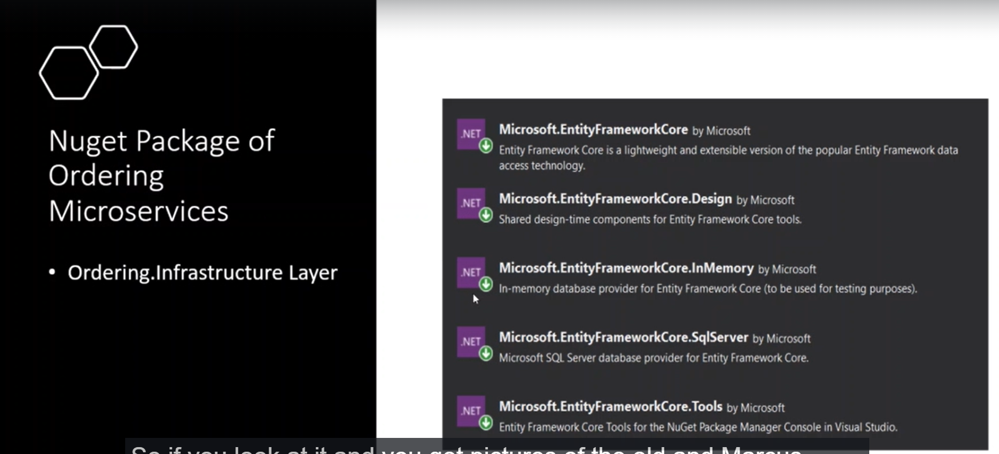 Nuget Package of
Ordering
Microservices
• Ordering.Infrastructure Layer
.NET
Microsoft.EntityFrameworkCore by Microsoft
Entity Framework Core is a lightweight and extensible version of the popular Entity Framework data
access technology.
.NET
Microsoft.EntityFrameworkCore.Design by Microsoft
Shared design-time components for Entity Framework Core tools.
.NET
Microsoft.EntityFrameworkCore.InMemory by Microsoft
In-memory database provider for Entity Framework Core (to be used for testing purposes).
.NET
Microsoft.EntityFrameworkCore.SqlServer by Microsoft
Microsoft SQL Server database provider for Entity Framework Core.
.NET
Microsoft.EntityFrameworkCore.Tools by Microsoft
Entity Framework Core Tools for the NuGet Package Manager Console in Visual Studio.
So if you look at it and you get pictures of the old and Marcus